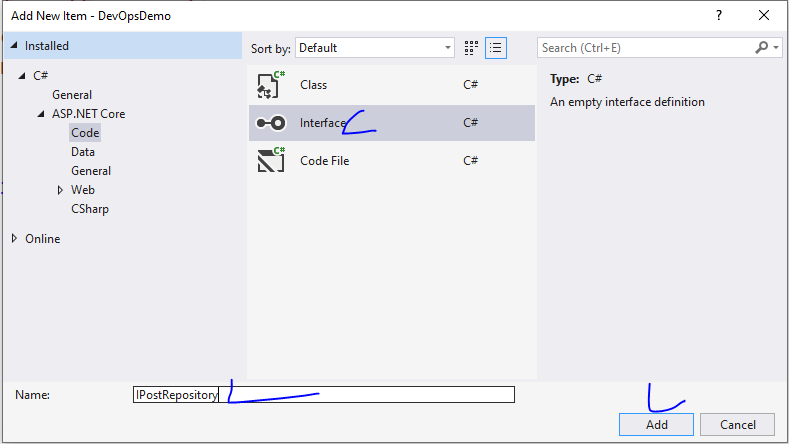 Add New Item - DevOpsDemo
?
Installed
Sort by:
Default
Search (Ctrl+E)
C#
General
ASP.NET Core
Code
Data
General
Web
CSharp
Online
C#
Class
C#
Interface
C#
C#
Code File
C#
Type: C#
An empty interface definition
Name:
IPostRepository
Add
Cancel